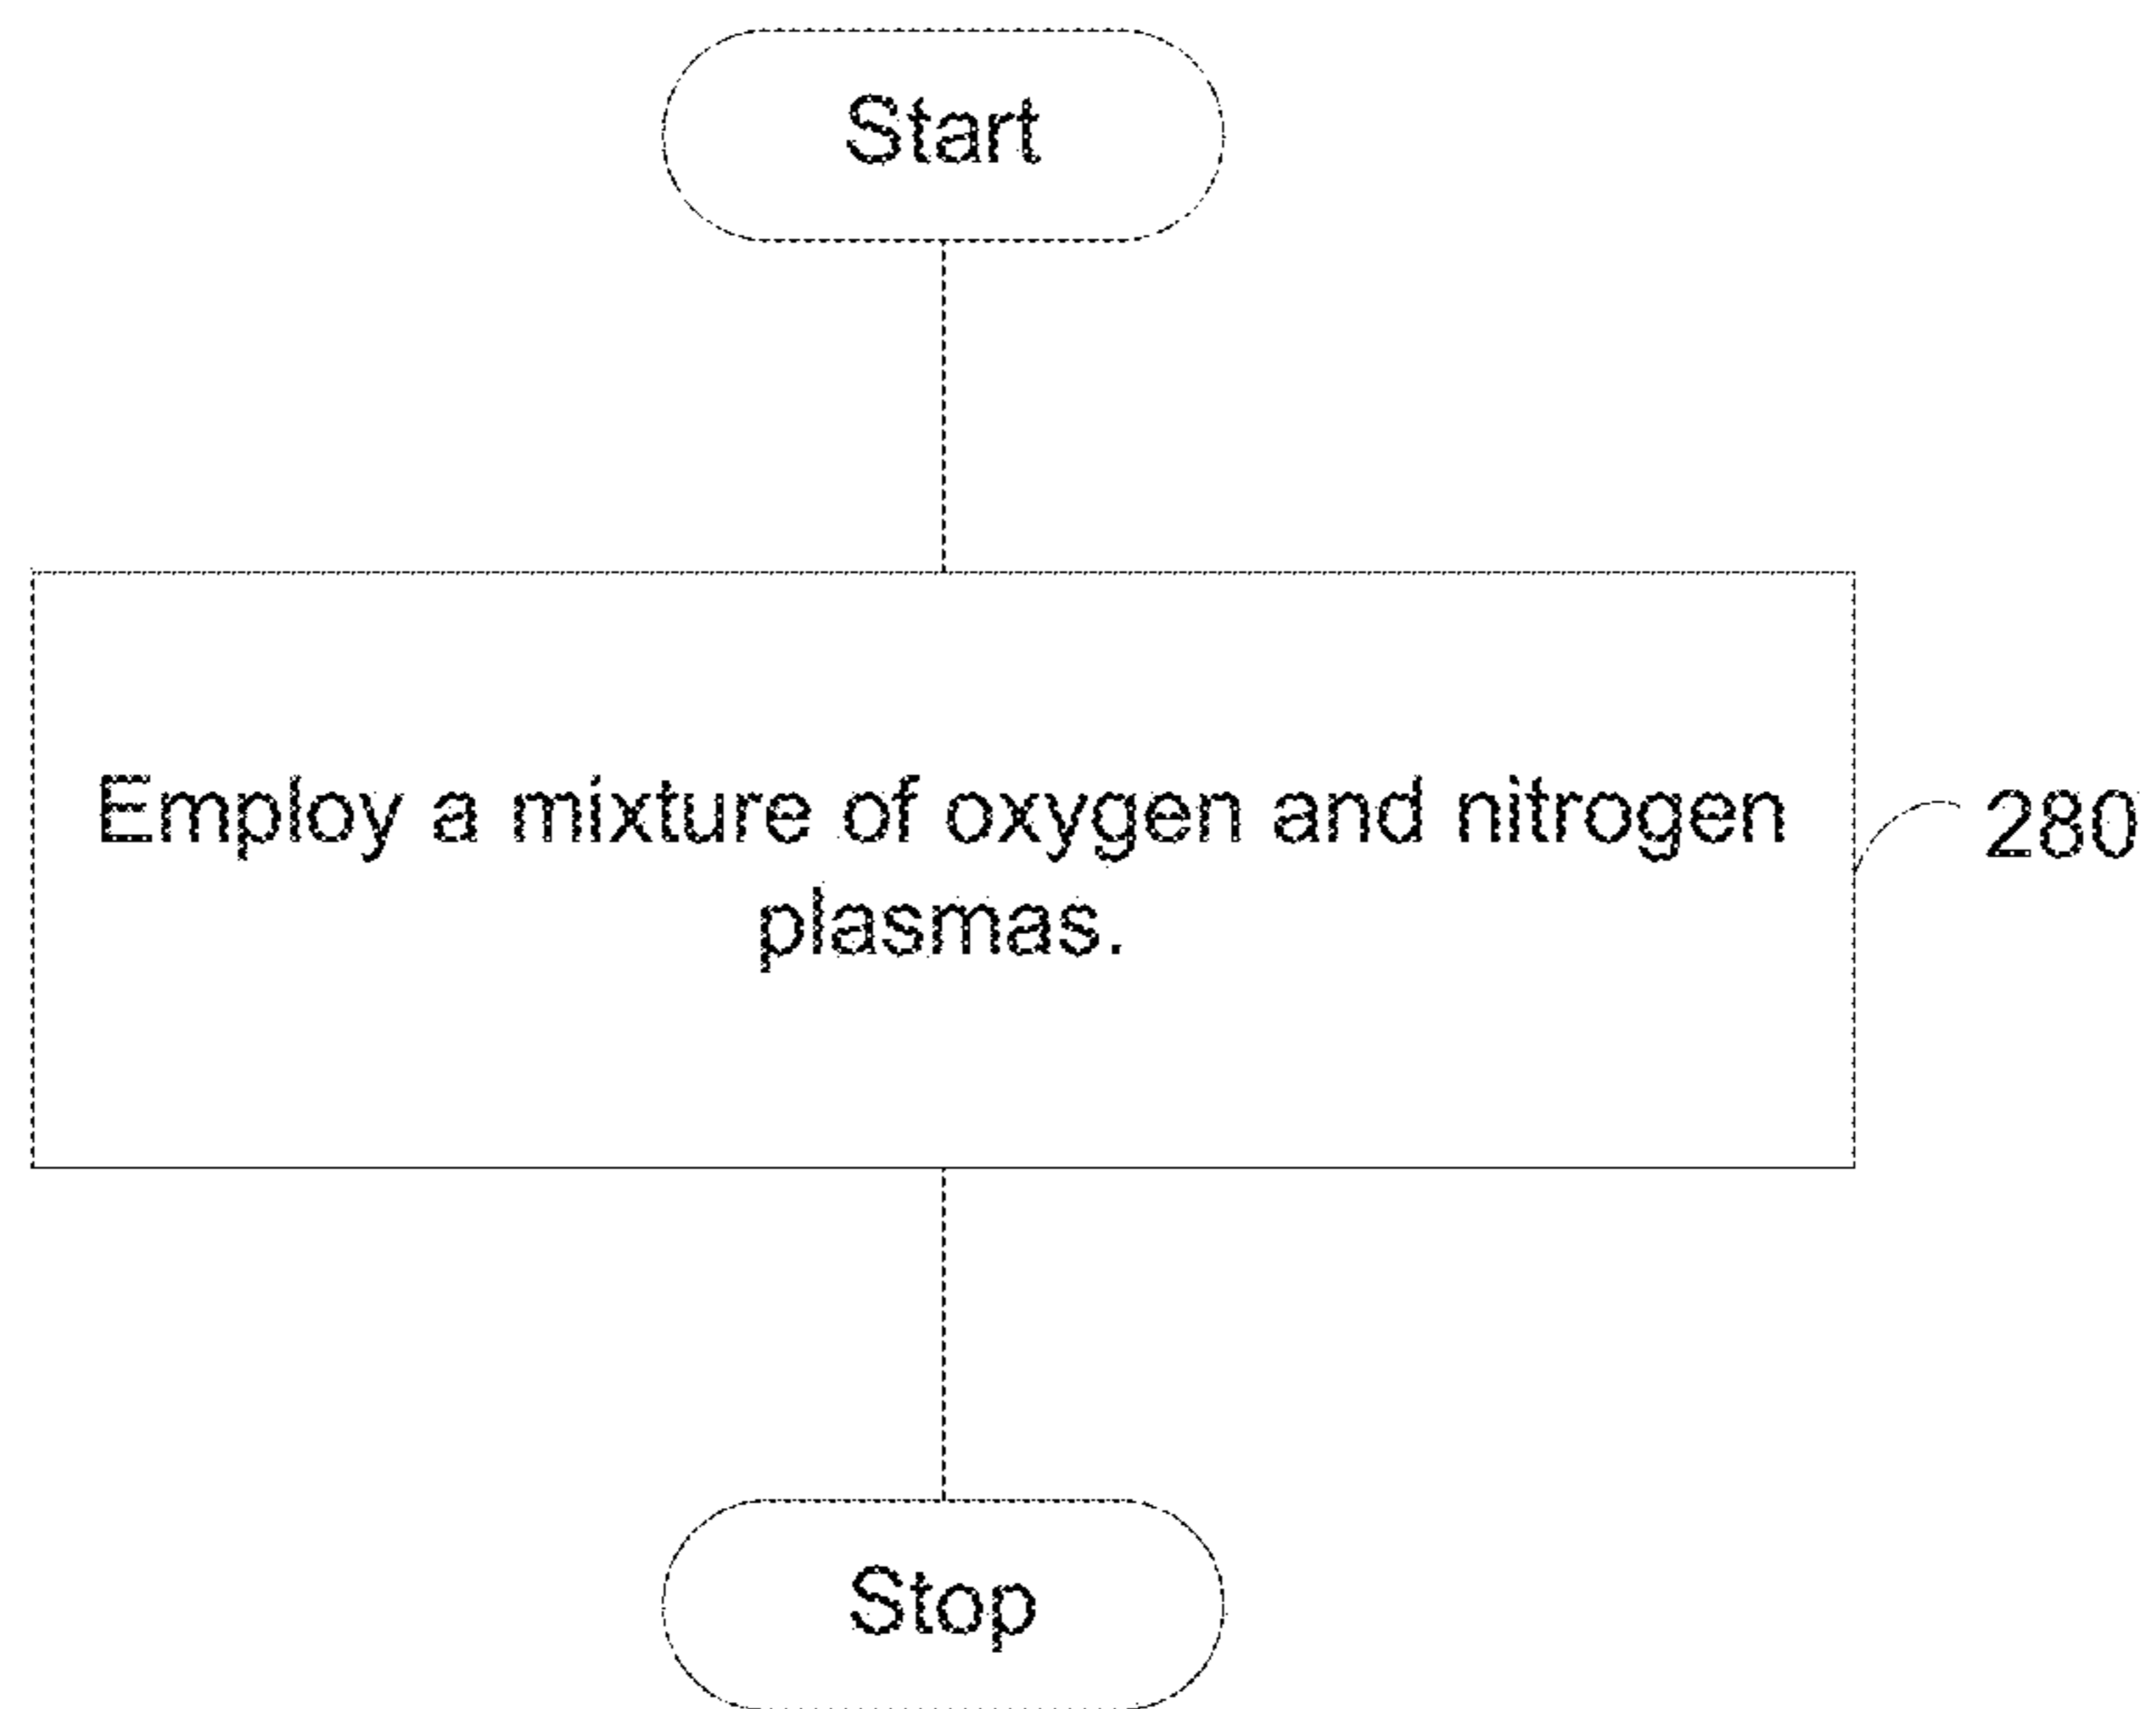 Start
Employ a mixture of oxygen and nitrogen
plasmas.
280
Stop